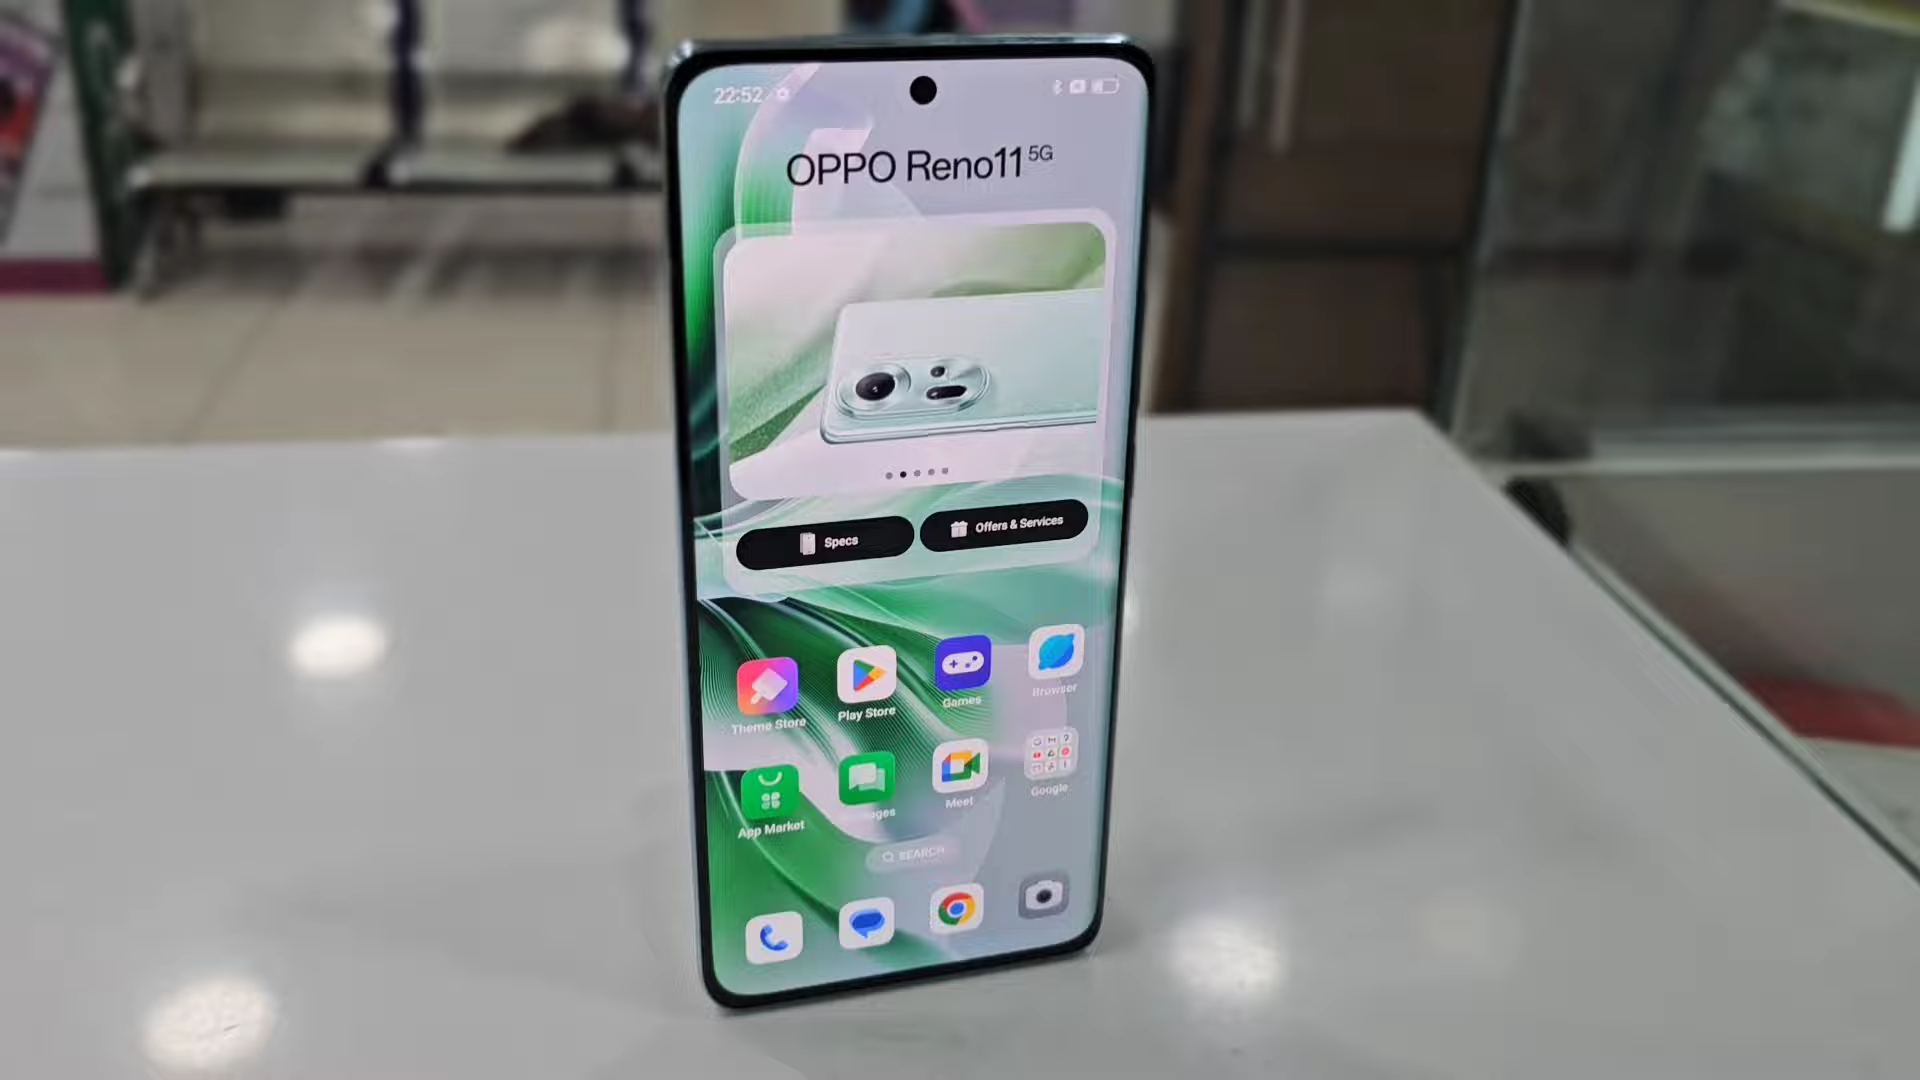 22:52
OPPO Reno11 5G
Specs
Offers & Services
Theme Store
Play Store
Games
Browser
App Market
ages
Meet
Google
SEARCH